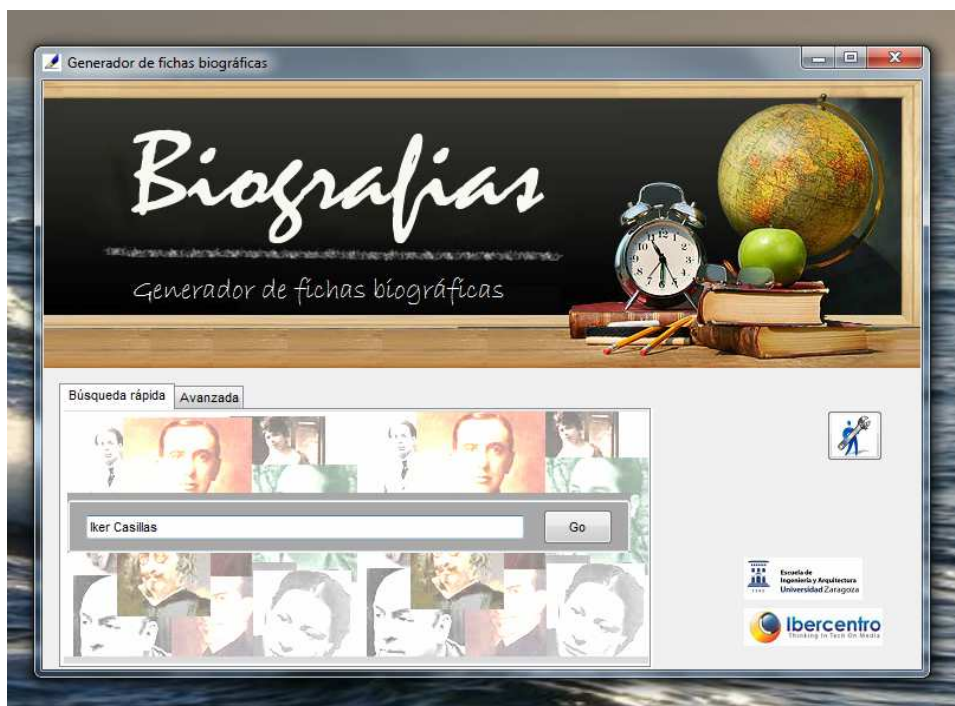 Generador de fichas biográficas
Biografias
Generador de fichas biográficas
Búsqueda rápida
Avanzada
Iker Casillas
Go
Escuela de
Ingeniería y Arquitectura
Universidad Zaragoza
Ibercentro
Thinking In Tech On Media